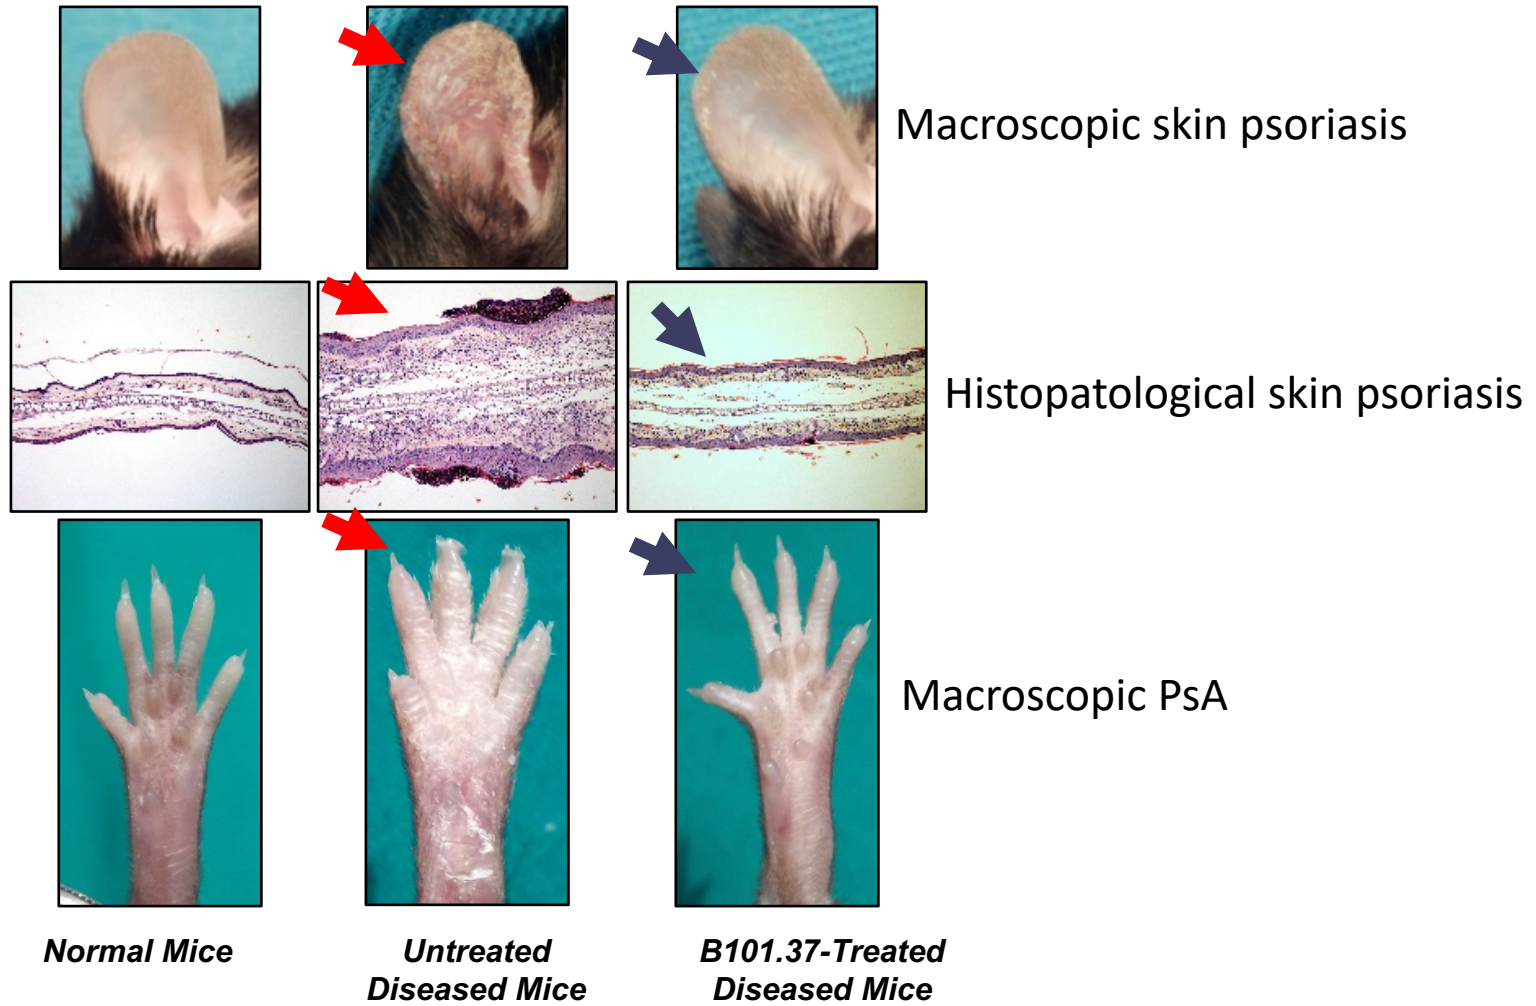 Macroscopic skin psoriasis
Histopatological skin psoriasis
Macroscopic PsA
Normal Mice
Untreated
Diseased Mice
B101.37-Treated
Diseased Mice